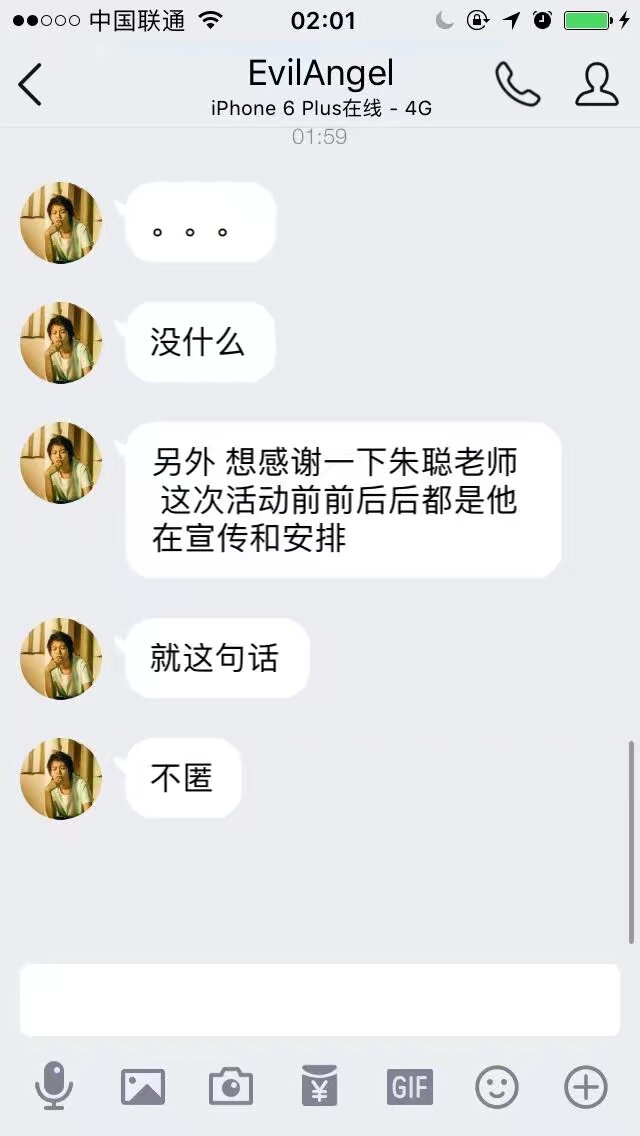 中国联通 02:01
EvilAngel
iPhone 6 Plus在线 - 4G
01:59
。。。
没什么
另外 想感谢一下朱聪老师
这次活动前前后后都是他
在宣传和安排
就这句话
不匿
¥ GIF